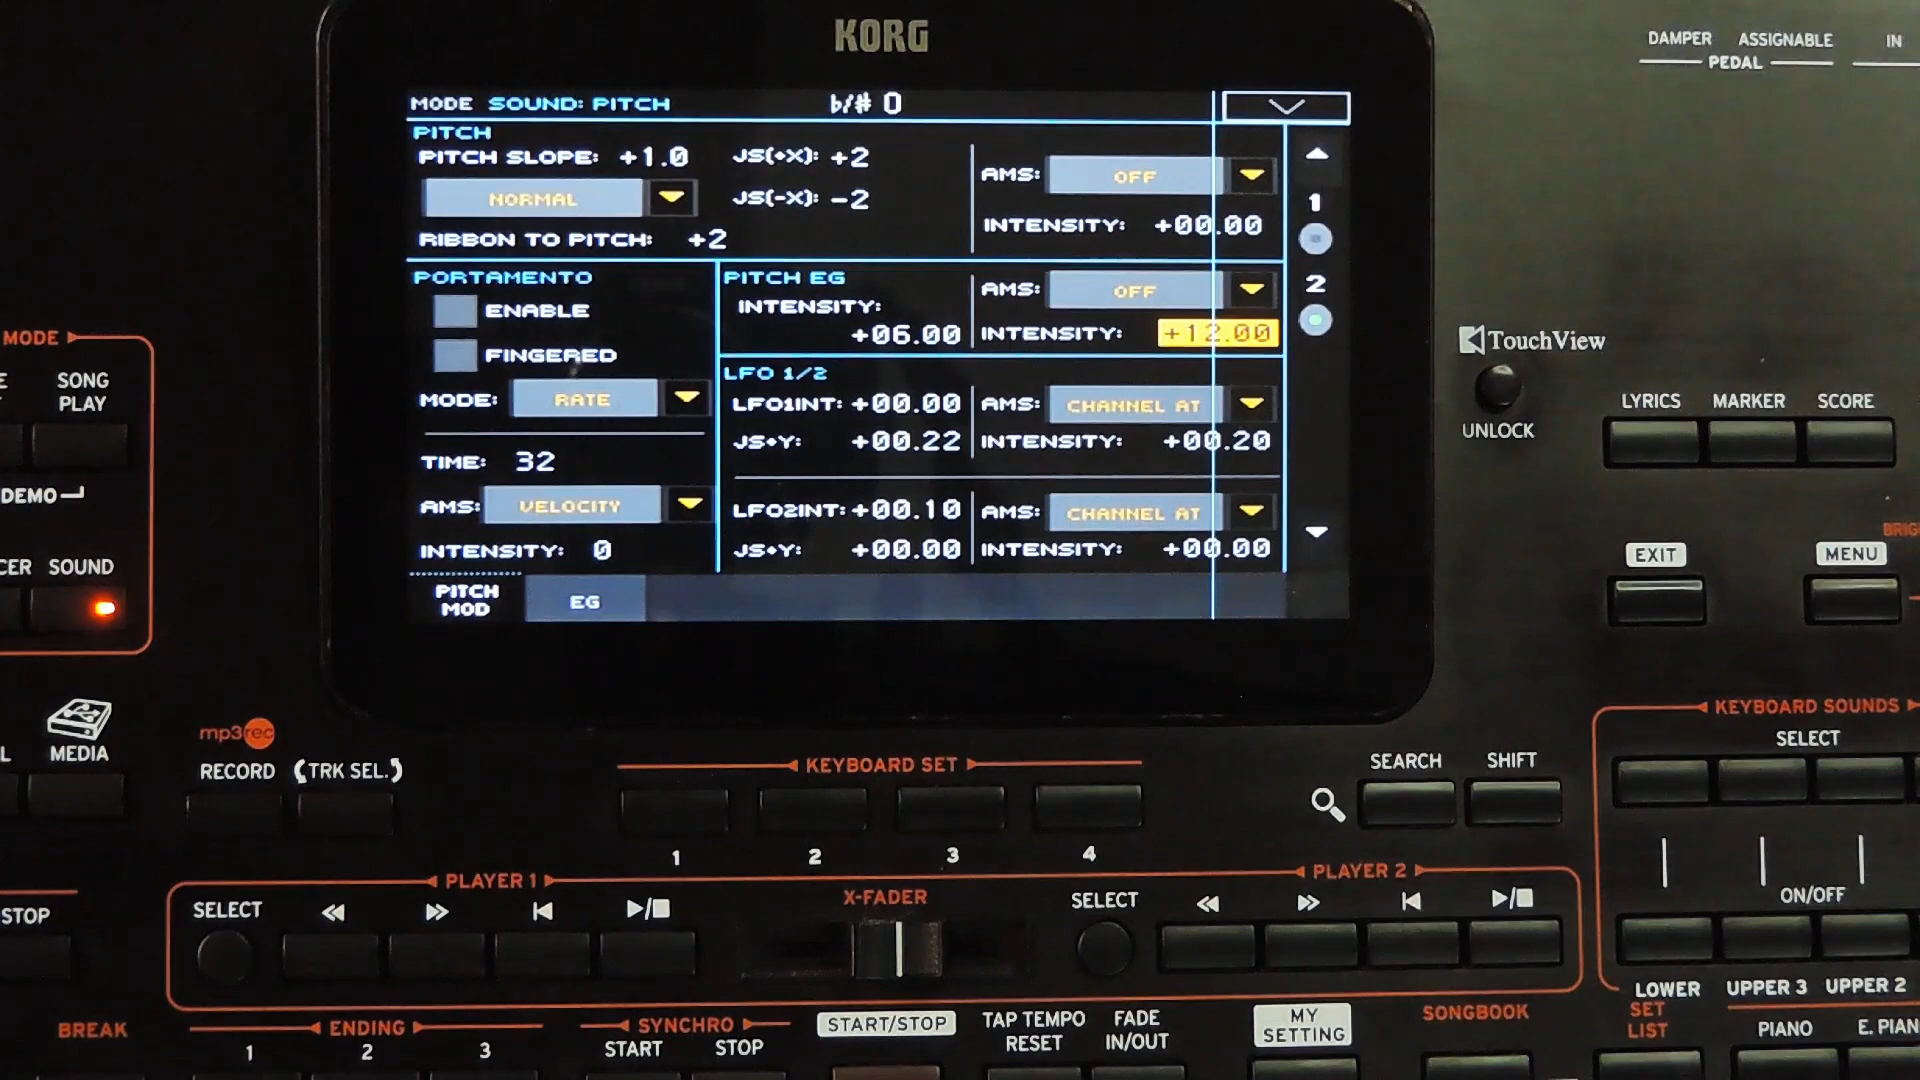 KORG
DAMPER ASSIGNABLE IN
PEDAL
MODE SOUND: PITCH b/# 0
PITCH
PITCH SLOPE: +1.0 JS(+X): +2
AMS: OFF
NORMAL JS(-X): -2
INTENSITY: +00.00
RIBBON TO PITCH: +2
1
PORTAMENTO
ENABLE
FINGERED
MODE: RATE
TIME: 32
AMS: VELOCITY
INTENSITY: 0
PITCH EG
INTENSITY:
+06.00
AMS: OFF
INTENSITY: +12.00
2
LFO 1/2
LFO1INT: +00.00 AMS: CHANNEL AT
JS+Y: +00.22 INTENSITY: +00.20
LFO2INT: +00.10 AMS: CHANNEL AT
JS+Y: +00.00 INTENSITY: +00.00
PITCH
MOD
EG
MODE
SONG
PLAY
DEMO
SOUND
TouchView
UNLOCK
LYRICS MARKER SCORE
EXIT MENU
MEDIA
mp3rec
RECORD TRK SEL.
KEYBOARD SET
1 2 3 4
SEARCH SHIFT
KEYBOARD SOUNDS
SELECT
ON/OFF
LOWER UPPER 3 UPPER 2
STOP
PLAYER 1
SELECT
X-FADER
PLAYER 2
SELECT
BREAK
ENDING
1 2 3
SYNCHRO
START STOP
START/STOP
TAP TEMPO
RESET
FADE
IN/OUT
MY
SETTING
SONGBOOK
SET
LIST
PIANO